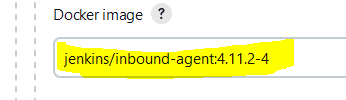 Docker image ?
jenkins/inbound-agent:4.11.2-4